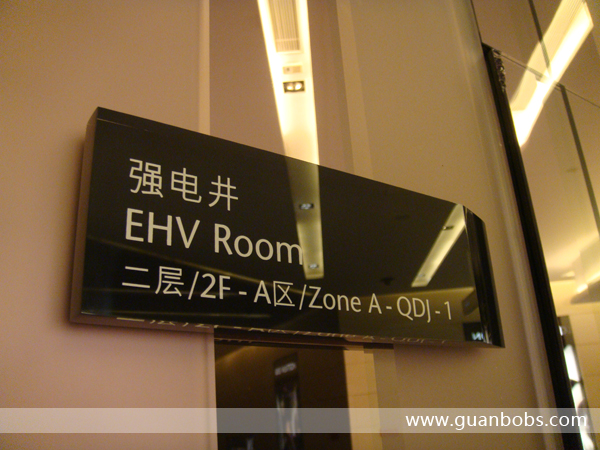 强电井
EHV Room
二层/2F - A区/Zone A - QDJ - 1
www.guanbobs.com